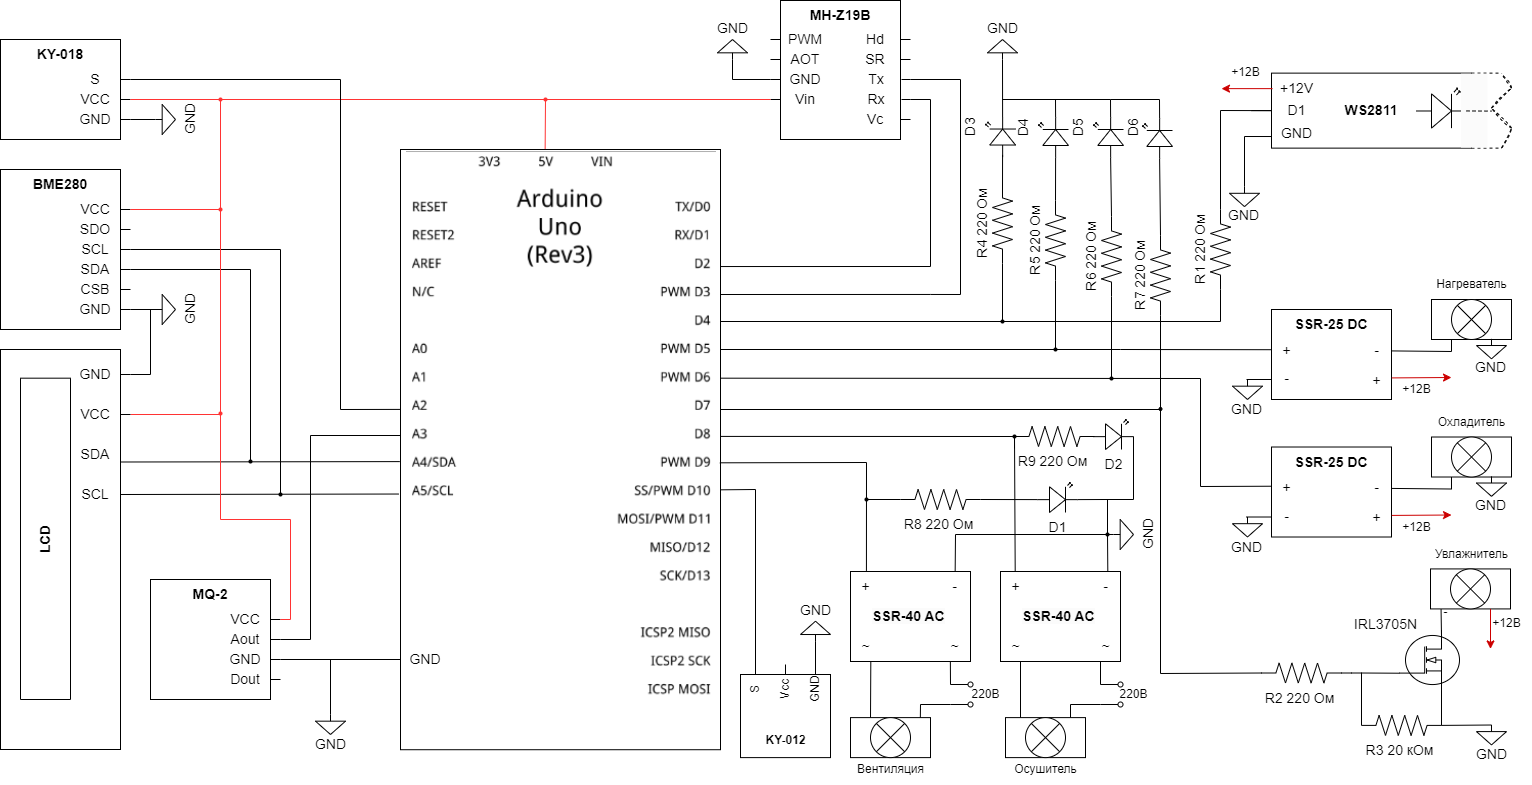 KY-018
S
VCC
GND
GND
BME280
VCC
SDO
SCL
SDA
CSB
GND
GND
LCD
GND
VCC
SDA
SCL
MQ-2
VCC
Aout
GND
Dout
GND
3V3 5V VIN
Arduino
Uno
(Rev3)
RESET
RESET2
AREF
N/C
A0
A1
A2
A3
A4/SDA
A5/SCL
GND
TX/D0
RX/D1
D2
PWM D3
D4
PWM D5
PWM D6
D7
D8
PWM D9
SS/PWM D10
MOSI/PWM D11
MISO/D12
SCK/D13
ICSP2 MISO
ICSP2 SCK
ICSP MOSI
GND
MH-Z19B
PWM
AOT
GND
Vin
Hd
SR
Tx
Rx
Vc
GND
D3
D4
D5
D6
R4 220 Ом
R5 220 Ом
R6 220 Ом
R7 220 Ом
R1 220 Ом
+12В
+12V
D1
GND
WS2811
GND
SSR-25 DC
+
-
-
+
GND
+12В
Нагреватель
GND
SSR-25 DC
+
-
-
+
GND
+12В
Охладитель
GND
Увлажнитель
-
+12В
IRL3705N
R2 220 Ом
R3 20 кОм
GND
R9 220 Ом
D2
R8 220 Ом
D1
GND
+ -
SSR-40 AC
~ ~
220В
Вентиляция
+ -
SSR-40 AC
~ ~
220В
Осушитель
GND
S
Vcc
GND
KY-012